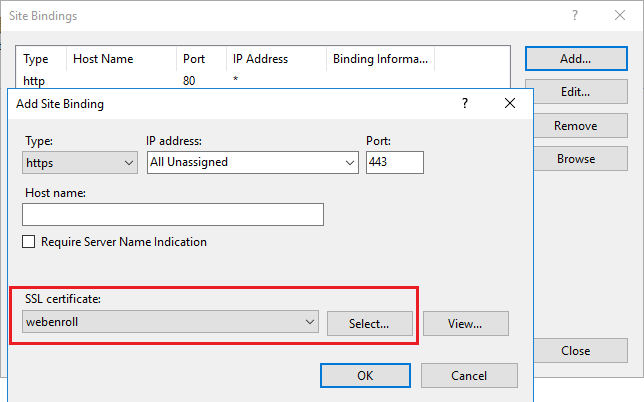 Site Bindings ? ×
Type Host Name Port IP Address Binding Informa...
http 80 *
Add...
Edit...
Remove
Browse
Close
Add Site Binding ? ×
Type: IP address: Port:
https All Unassigned 443
Host name:
Require Server Name Indication
SSL certificate:
webenroll Select... View...
OK Cancel